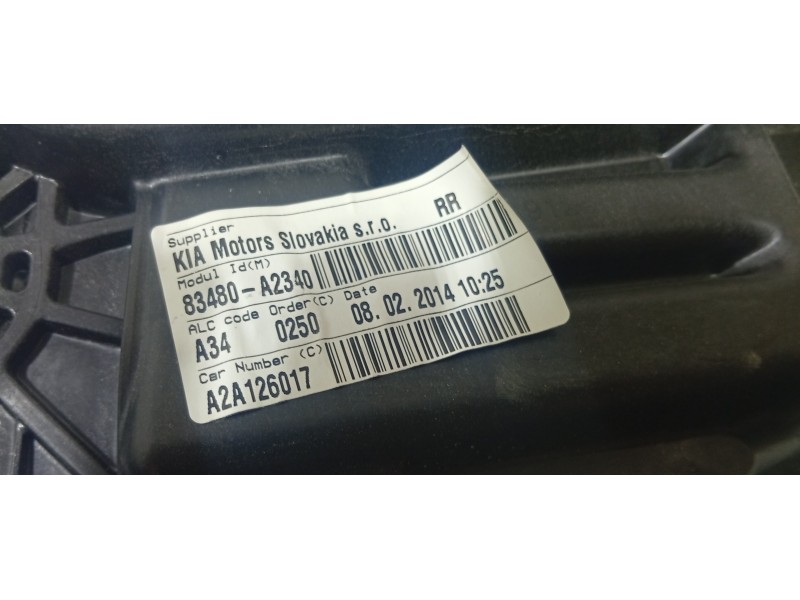 Supplier
KIA Motors Slovakia s.r.o. RR
Modul Id(M)
83480-A2340
ALC code Order(C) Date
A34 0250 08. 02. 2014 10:25
Car Number (C)
A2A126017